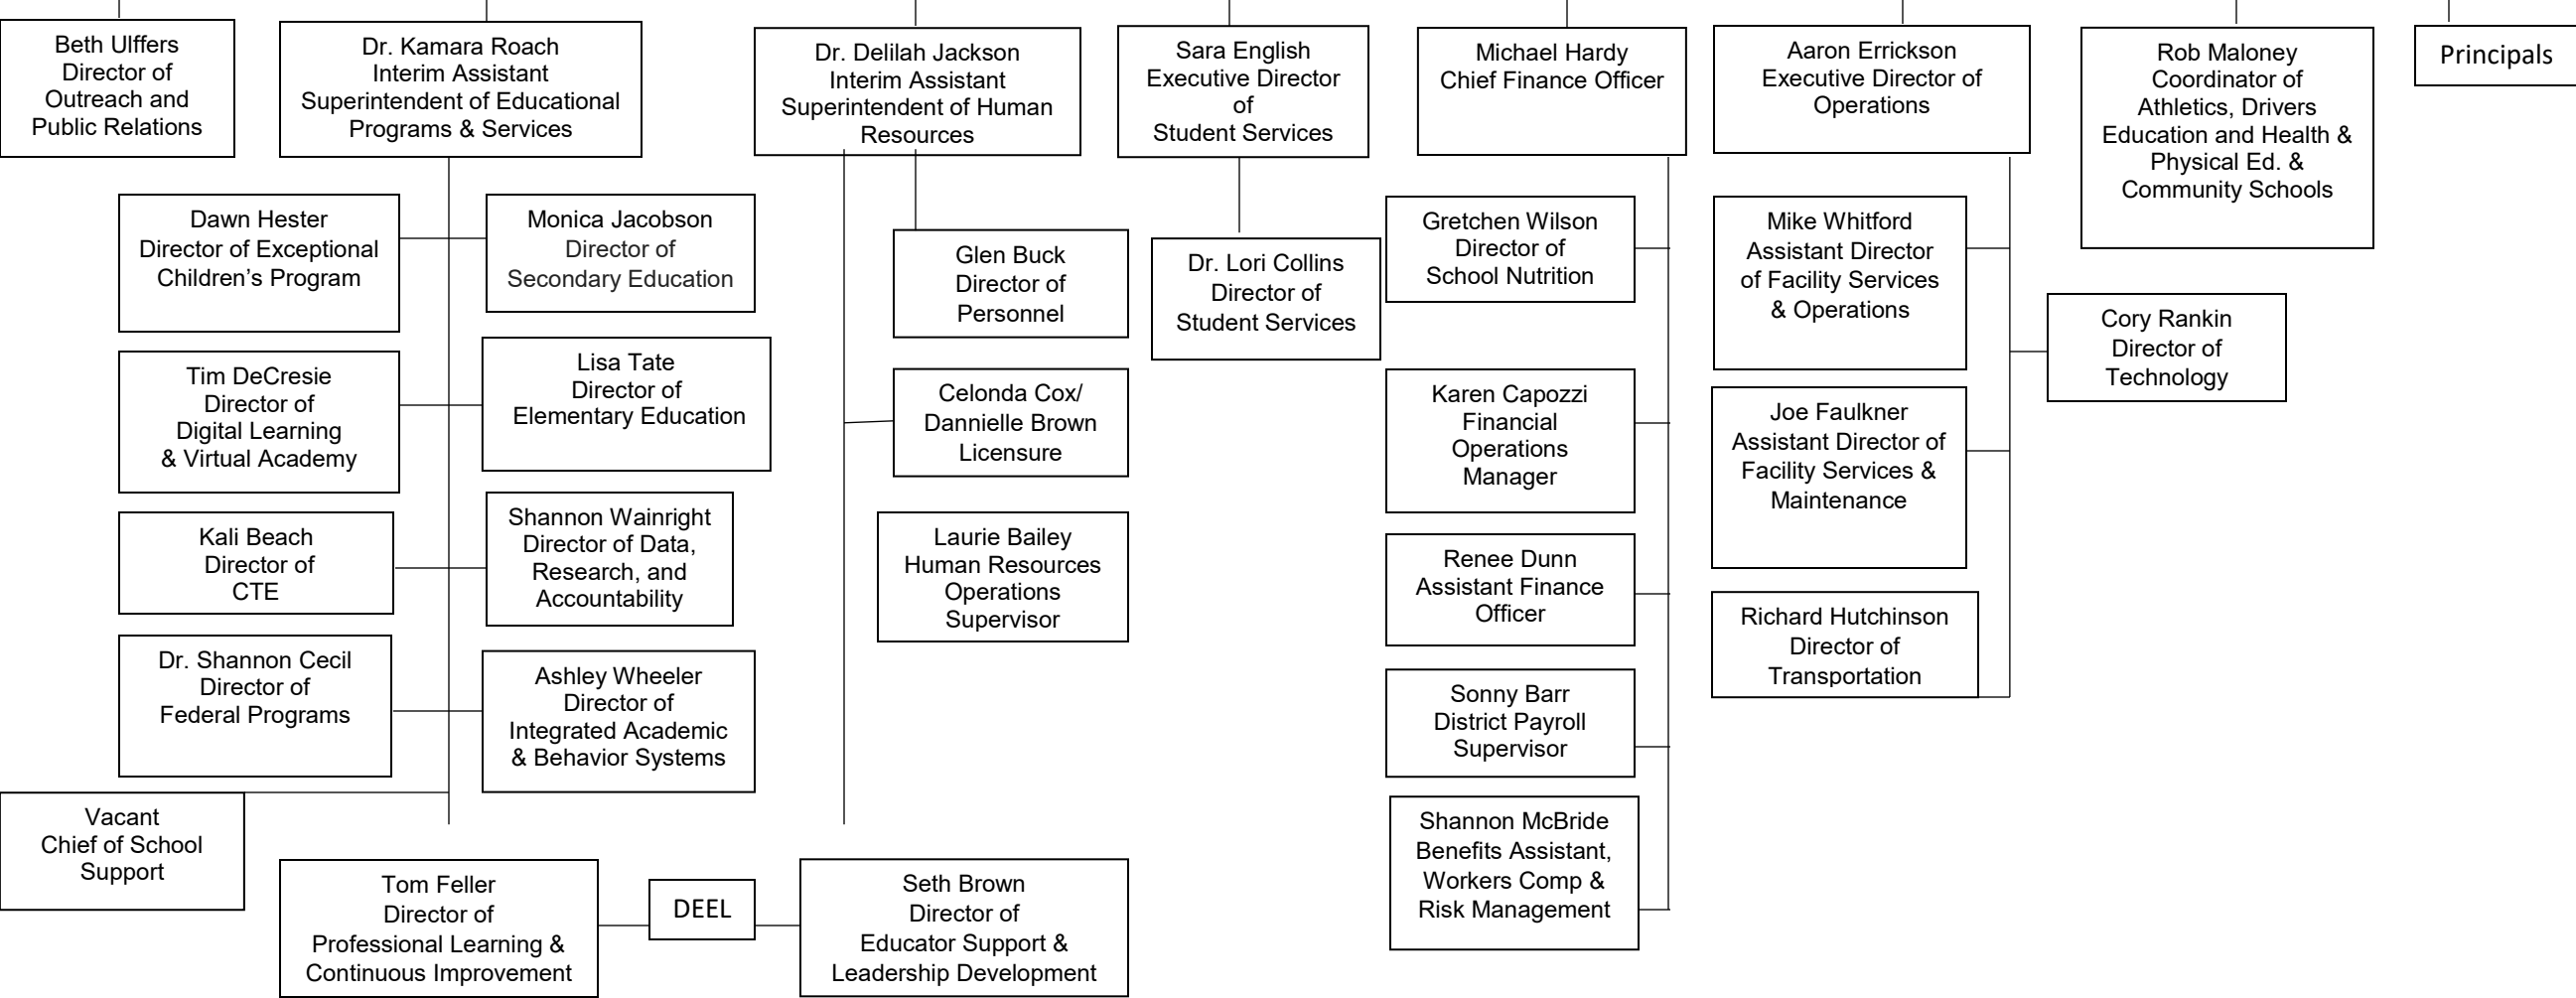 Beth Ulffers
Director of
Outreach and
Public Relations
Dr. Kamara Roach
Interim Assistant
Superintendent of Educational
Programs & Services
Dr. Delilah Jackson
Interim Assistant
Superintendent of Human
Resources
Sara English
Executive Director
of
Student Services
Michael Hardy
Chief Finance Officer
Aaron Errickson
Executive Director of
Operations
Rob Maloney
Coordinator of
Athletics, Drivers
Education and Health &
Physical Ed. &
Community Schools
Principals
Dawn Hester
Director of Exceptional
Children’s Program
Monica Jacobson
Director of
Secondary Education
Tim DeCresie
Director of
Digital Learning
& Virtual Academy
Lisa Tate
Director of
Elementary Education
Kali Beach
Director of
CTE
Shannon Wainright
Director of Data,
Research, and
Accountability
Dr. Shannon Cecil
Director of
Federal Programs
Ashley Wheeler
Director of
Integrated Academic
& Behavior Systems
Vacant
Chief of School
Support
Tom Feller
Director of
Professional Learning &
Continuous Improvement
DEEL
Seth Brown
Director of
Educator Support &
Leadership Development
Glen Buck
Director of
Personnel
Celonda Cox/
Dannielle Brown
Licensure
Laurie Bailey
Human Resources
Operations
Supervisor
Dr. Lori Collins
Director of
Student Services
Gretchen Wilson
Director of
School Nutrition
Karen Capozzi
Financial
Operations
Manager
Renee Dunn
Assistant Finance
Officer
Sonny Barr
District Payroll
Supervisor
Shannon McBride
Benefits Assistant,
Workers Comp &
Risk Management
Mike Whitford
Assistant Director
of Facility Services
& Operations
Joe Faulkner
Assistant Director of
Facility Services &
Maintenance
Richard Hutchinson
Director of
Transportation
Cory Rankin
Director of
Technology